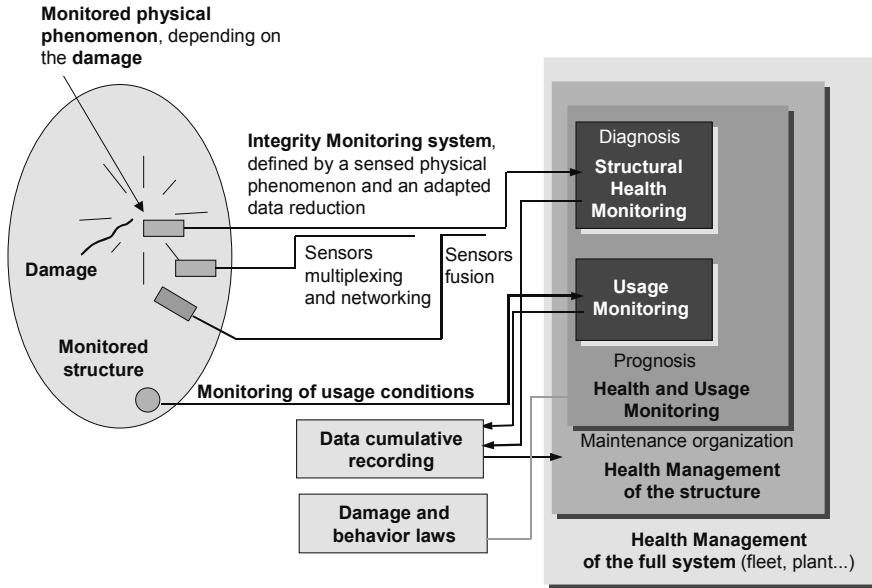 Monitored physical
phenomenon, depending on
the damage
Integrity Monitoring system,
defined by a sensed physical
phenomenon and an adapted
data reduction
Damage
Sensors
multiplexing
and networking
Sensors
fusion
Monitored
structure
Monitoring of usage conditions
Data cumulative
recording
Damage and
behavior laws
Diagnosis
Structural
Health
Monitoring
Usage
Monitoring
Prognosis
Health and Usage
Monitoring
Maintenance organization
Health Management
of the structure
Health Management
of the full system (fleet, plant...)